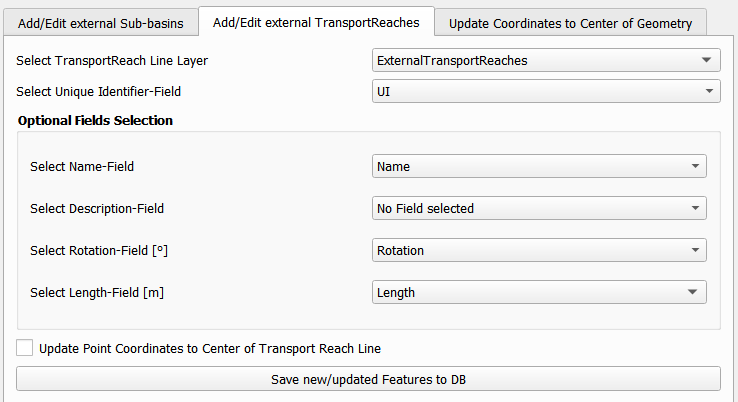 Add/Edit external Sub-basins
Add/Edit external TransportReaches
Update Coordinates to Center of Geometry
Select TransportReach Line Layer
ExternalTransportReaches
Select Unique Identifier-Field
UI
Optional Fields Selection
Select Name-Field
Name
Select Description-Field
No Field selected
Select Rotation-Field [°]
Rotation
Select Length-Field [m]
Length
Update Point Coordinates to Center of Transport Reach Line
Save new/updated Features to DB